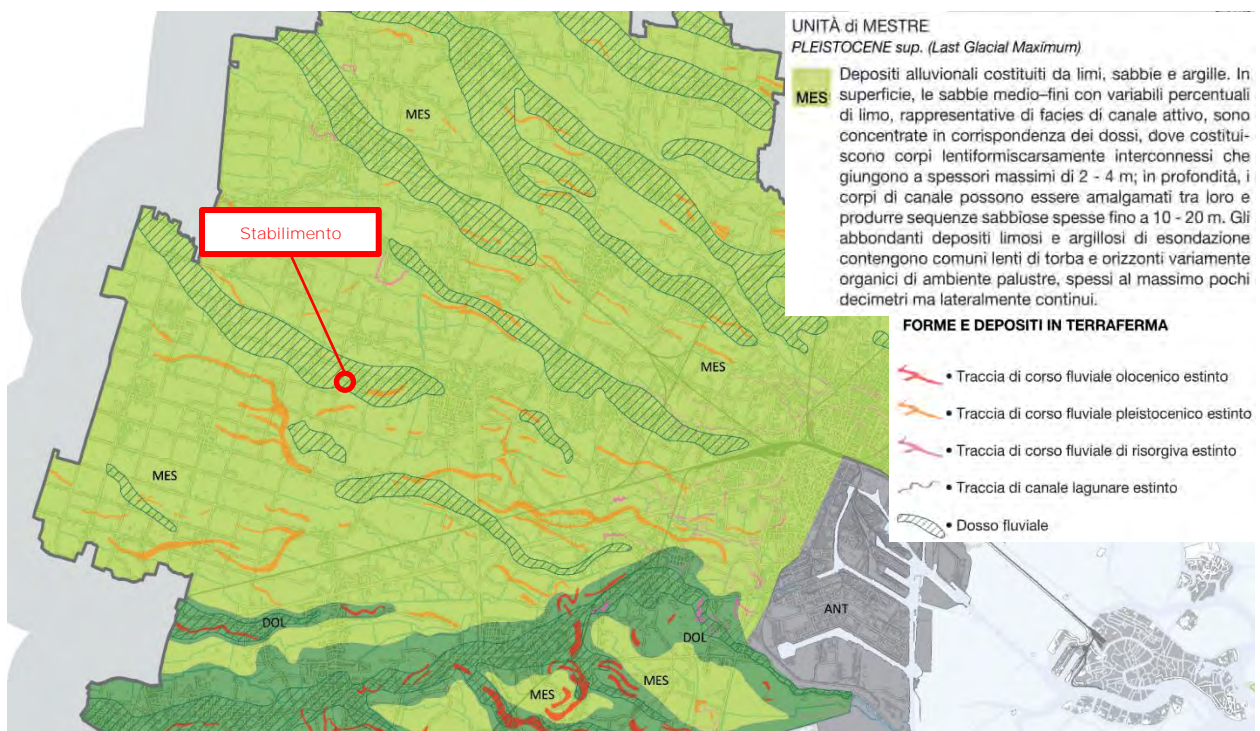 UNITÀ di MESTRE
PLEISTOCENE sup. (Last Glacial Maximum)
MES
Depositi alluvionali costituiti da limi, sabbie e argille. In
superficie, le sabbie medio–fini con variabili percentuali
di limo, rappresentative di facies di canale attivo, sono
concentrate in corrispondenza dei dossi, dove costitui-
scono corpi lentiformiscarsamente interconnessi che
giungono a spessori massimi di 2 - 4 m; in profondità, i
corpi di canale possono essere amalgamati tra loro e
produrre sequenze sabbiose spesse fino a 10 - 20 m. Gli
abbondanti depositi limosi e argillosi di esondazione
contengono comuni lenti di torba e orizzonti variamente
organici di ambiente palustre, spessi al massimo pochi
decimetri ma lateralmente continui.
FORME E DEPOSITI IN TERRAFERMA
• Traccia di corso fluviale olocenico estinto
• Traccia di corso fluviale pleistocenico estinto
• Traccia di corso fluviale di risorgiva estinto
• Traccia di canale lagunare estinto
• Dosso fluviale
MES
Stabilimento
MES
MES
DOL
ANT
DOL
MES
MES